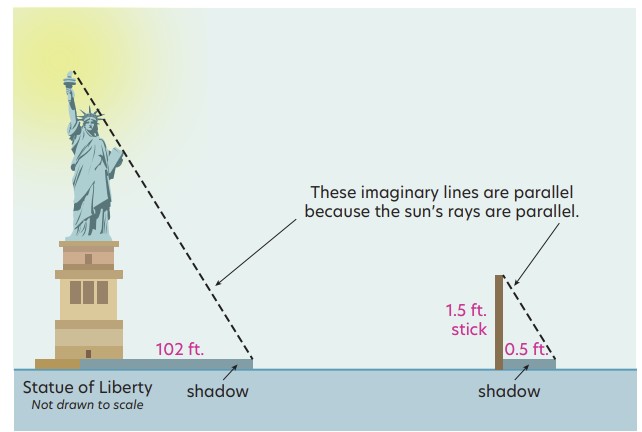 These imaginary lines are parallel
because the sun's rays are parallel.
1.5 ft.
stick
102 ft.
0.5 ft.
Statue of Liberty
Not drawn to scale
shadow
shadow